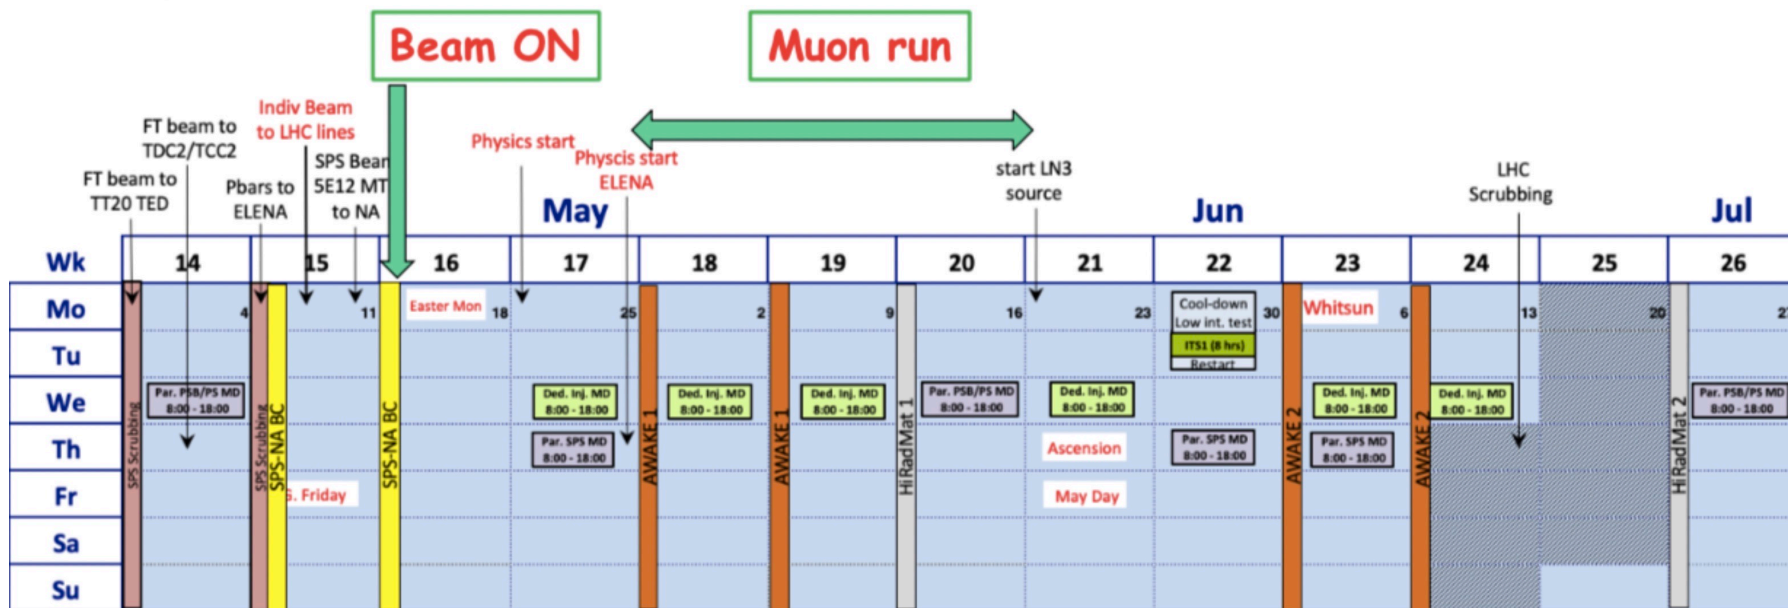 Beam ON
Muon run
FT beam to
TDC2/TCC2
Indiv Beam
to LHC lines
SPS Bear
5E12 MT
to NA
Physics start
Physcis start
ELENA
FT beam to
TT20 TED
Pbars to
ELENA
start LN3
source
LHC
Scrubbing
May
Jun
Jul
Wk 14 15 16 17 18 19 20 21 22 23 24 25 26
Mo 4 11 Easter Mon 18 25 2 9 16 23 Cool-down 30 Whitsun 6 13 20 27
Low int. test
Tu ITS1 (8 hrs)
Restart
We Par. PSB/PS MD Ded. Inj. MD Ded. Inj. MD Ded. Inj. MD Par. PSB/PS MD Ded. Inj. MD Ded. Inj. MD Ded. Inj. MD Par. PSB/PS MD
8:00 - 18:00 8:00 - 18:00 8:00 - 18:00 8:00 - 18:00 8:00 - 18:00 8:00 - 18:00 8:00 - 18:00 8:00 - 18:00 8:00 - 18:00
Th Par. SPS MD Ascension Par. SPS MD Par. SPS MD
8:00 - 18:00 8:00 - 18:00 8:00 - 18:00
Fr G. Friday May Day
Sa
Su
SPS Scrubbing
SPS Scrubbing
SPS-NA BC
SPS-NA BC
AWAKE 1
AWAKE 1
HiRadMat 1
AWAKE 2
AWAKE 2
HiRadMat 2